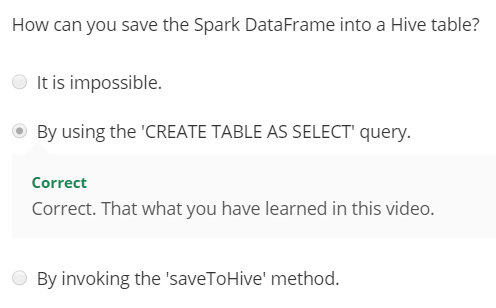 How can you save the Spark DataFrame into a Hive table?
It is impossible.
By using the 'CREATE TABLE AS SELECT' query.
Correct
Correct. That what you have learned in this video.
By invoking the 'saveToHive' method.